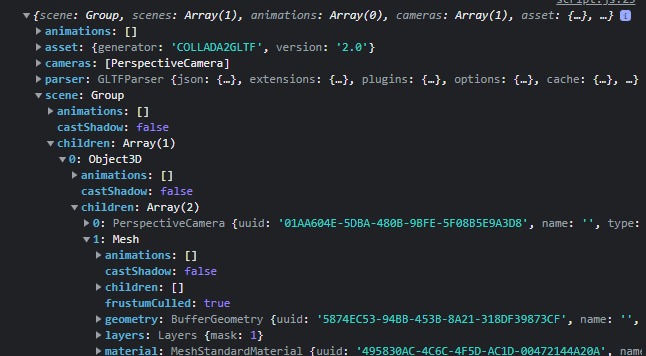 script.js:25
▼{scene: Group, scenes: Array(1), animations: Array(0), cameras: Array(1), asset: {…}, …} i
▶animations: []
▶asset: {generator: 'COLLADA2GLTF', version: '2.0'}
▶cameras: [PerspectiveCamera]
▶parser: GLTFParser {json: {…}, extensions: {…}, plugins: {…}, options: {…}, cache: {…}, …}
▼scene: Group
▶animations: []
castShadow: false
▼children: Array(1)
▼0: Object3D
▶animations: []
castShadow: false
▼children: Array(2)
▶0: PerspectiveCamera {uuid: '01AA604E-5DBA-480B-9BFE-5F08B5E9A3D8', name: '', type:
▼1: Mesh
▶animations: []
castShadow: false
▶children: []
frustumCulled: true
▶geometry: BufferGeometry {uuid: '5874EC53-94BB-453B-8A21-318DF39873CF', name: '',
▶layers: Layers {mask: 1}
▶material: MeshStandardMaterial {uuid: '495830AC-4C6C-4F5D-AC1D-00472144A20A', name